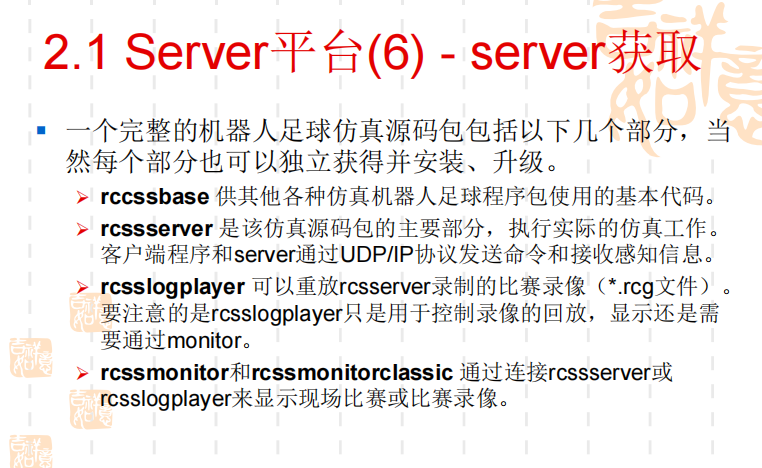 2.1 Server平台(6) - server获取
一个完整的机器人足球仿真源码包包括以下几个部分，当
然每个部分也可以独立获得并安装、升级。
rccssbase 供其他各种仿真机器人足球程序包使用的基本代码。
rcssserver 是该仿真源码包的主要部分，执行实际的仿真工作。
客户端程序和server通过UDP/IP协议发送命令和接收感知信息。
rcsslogplayer 可以重放rcsserver录制的比赛录像（*.rcg文件）。
要注意的是rcsslogplayer只是用于控制录像的回放，显示还是需
要通过monitor。
rcssmonitor和rcssmonitorclassic 通过连接rcssserver或
rcsslogplayer来显示现场比赛或比赛录像。